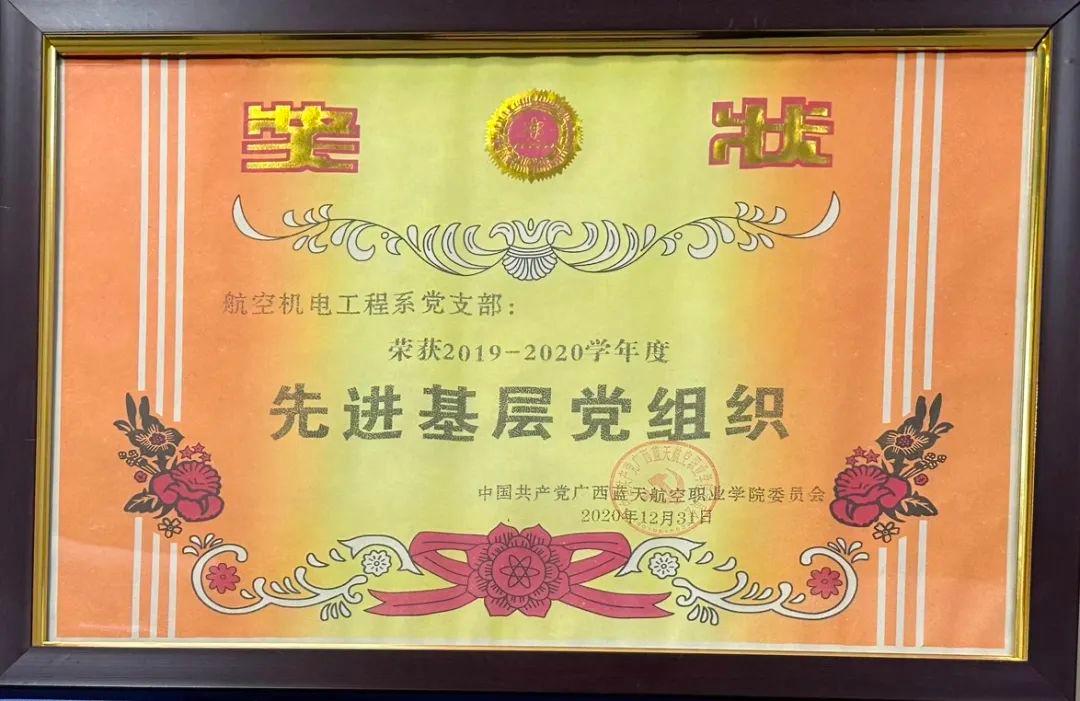 奖 状
航空机电工程系党支部：
荣获2019-2020学年度
先进基层党组织
中国共产党广西蓝天航空职业学院委员会
2020年12月31日